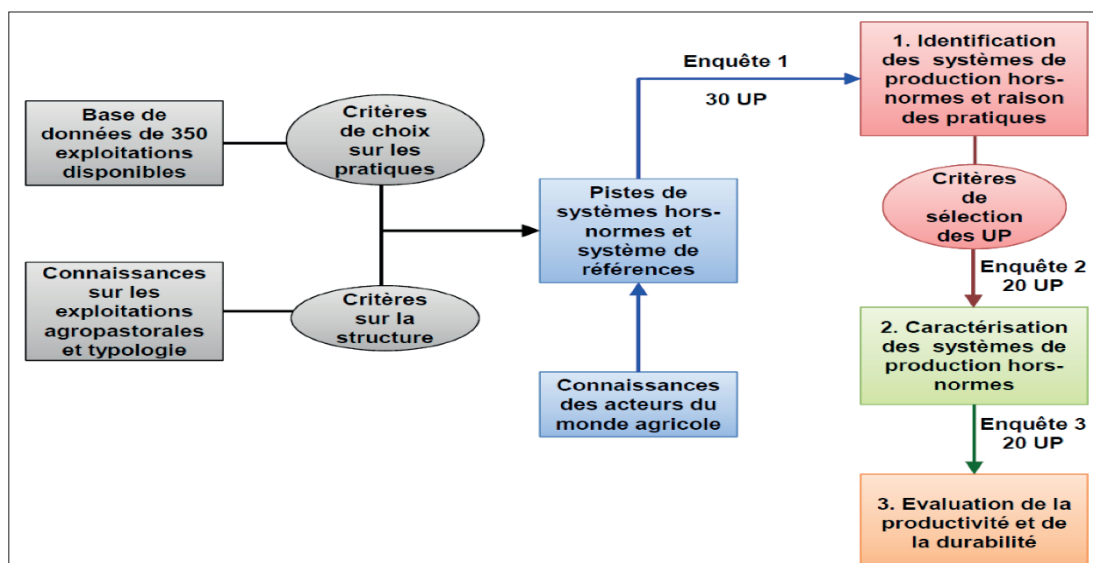 Base de
données de 350
exploitations
disponibles
Critères
de choix sur les
pratiques
Connaissances
sur les
exploitations
agropastorales
et typologie
Critères
sur la
structure
Pistes de
systèmes hors-
normes et
système de
références
Connaissances
des acteurs du
monde agricole
Enquête 1
30 UP
1. Identification
des systèmes de
production hors-
normes et raison
des pratiques
Critères
de
sélection
des UP
Enquête 2
20 UP
2. Caractérisation
des systèmes de
production hors-
normes
Enquête 3
20 UP
3. Evaluation de la
productivité et de
la durabilité